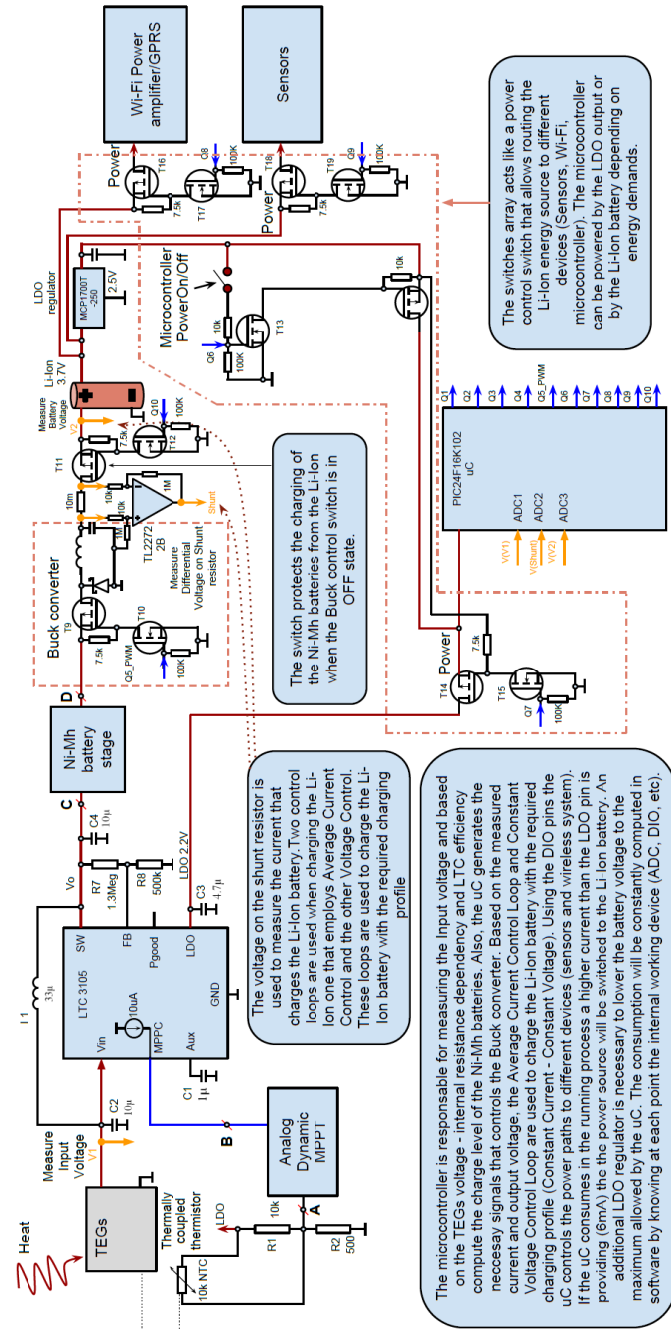 Heat
TEGs
Measure
Input
Voltage
V1
C2
10µ
33µ
Vin
LTC 3105
SW
FB
Pgood
LDO
GND
Aux
MPPC
10uA
C1
1µ
Vo
R7
1.3Meg
R8
500k
C4
10µ
C
LDO 2.2V
C3
4.7µ
B
Analog
Dynamic
MPPT
A
Thermally
coupled
thermistor
10k NTC
LDO
R1
10k
R2
500
Ni-Mh
battery
stage
D
Buck converter
T9
7.5k
T10
Q5_PWM
100K
Measure
Differential
Voltage on Shunt
resistor
10m
10k
10k
1M
1M
TL2272
2B
Shunt
T11
7.5k
T12
Q10
100K
Measure
Battery
Voltage
V2
Li-Ion
3.7V
LDO
regulator
MCP1700T
-250
2.5V
Microcontroller
PowerOn/Off
Q6
10k
100K
T13
10k
Power
T16
7.5k
T17
Q8
100K
Wi-Fi Power
amplifier/GPRS
Power
T18
7.5k
T19
Q9
100K
Sensors
Power
T14
7.5k
T15
Q7
100K
PIC24F16K102
uC
V(V1)
ADC1
V(Shunt)
ADC2
V(V2)
ADC3
Q1
Q2
Q3
Q4
Q5_PWM
Q6
Q7
Q8
Q9
Q10
The switch protects the charging of
the Ni-Mh batteries from the Li-Ion
when the Buck control switch is in
OFF state.
The voltage on the shunt resistor is
used to measure the current that
charges the Li-Ion battery. Two control
loops are used when charging the Li-
Ion one that employs Average Current
Control and the other Voltage Control.
These loops are used to charge the Li-
Ion battery with the required charging
profile
The switches array acts like a power
control switch that allows routing the
Li-Ion energy source to different
devices (Sensors, Wi-Fi,
microcontroller). The microcontroller
can be powered by the LDO output or
by the Li-Ion battery depending on
energy demands.
The microcontroller is responsable for measuring the Input voltage and based
on the TEGs voltage - internal resistance dependency and LTC efficiency
compute the charge level of the Ni-Mh batteries. Also, the uC generates the
neccesay signals that controls the Buck converter. Based on the measured
current and output voltage, the Average Current Control Loop and Constant
Voltage Control Loop are used to charge the Li-Ion battery with the required
charging profile (Constant Current - Constant Voltage). Using the DIO pins the
uC controls the power paths to different devices (sensors and wireless system).
If the uC consumes in the running process a higher current than the LDO pin is
providing (6mA) the the power source will be switched to the Li-Ion battery. An
additional LDO regulator is necessary to lower the battery voltage to the
maximum allowed by the uC. The consumption will be constantly computed in
software by knowing at each point the internal working device (ADC, DIO, etc).